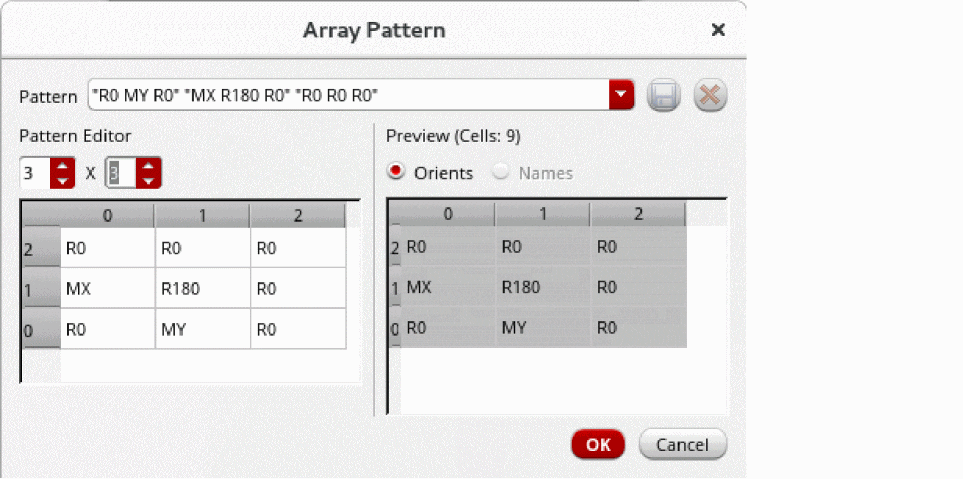 Array Pattern
Pattern "R0 MY R0" "MX R180 R0" "R0 R0 R0"
Pattern Editor
3 X 3
0 1 2
2 R0 R0 R0
1 MX R180 R0
0 R0 MY R0
Preview (Cells: 9)
Orients Names
0 1 2
2 R0 R0 R0
1 MX R180 R0
0 R0 MY R0
OK Cancel